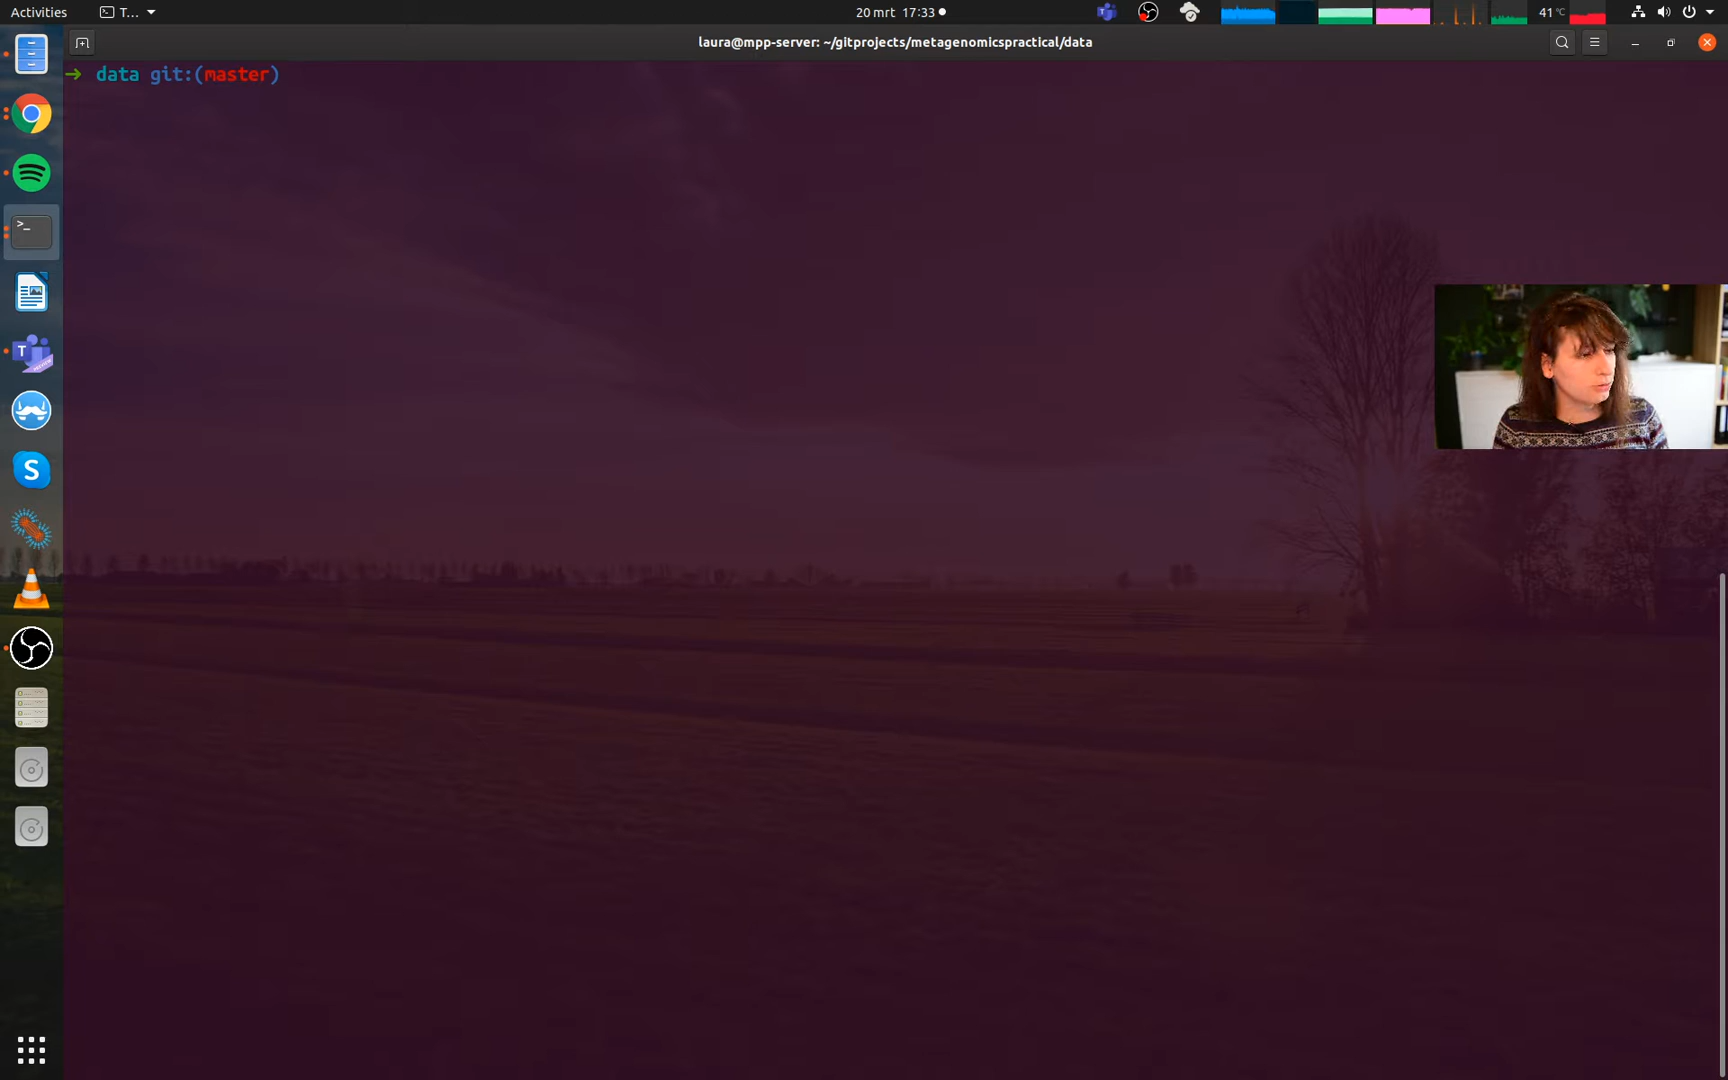 Activities
T...
20 mrt 17:33
41 °C
laura@mpp-server: ~/gitprojects/metagenomicspractical/data
→ data git:(master)